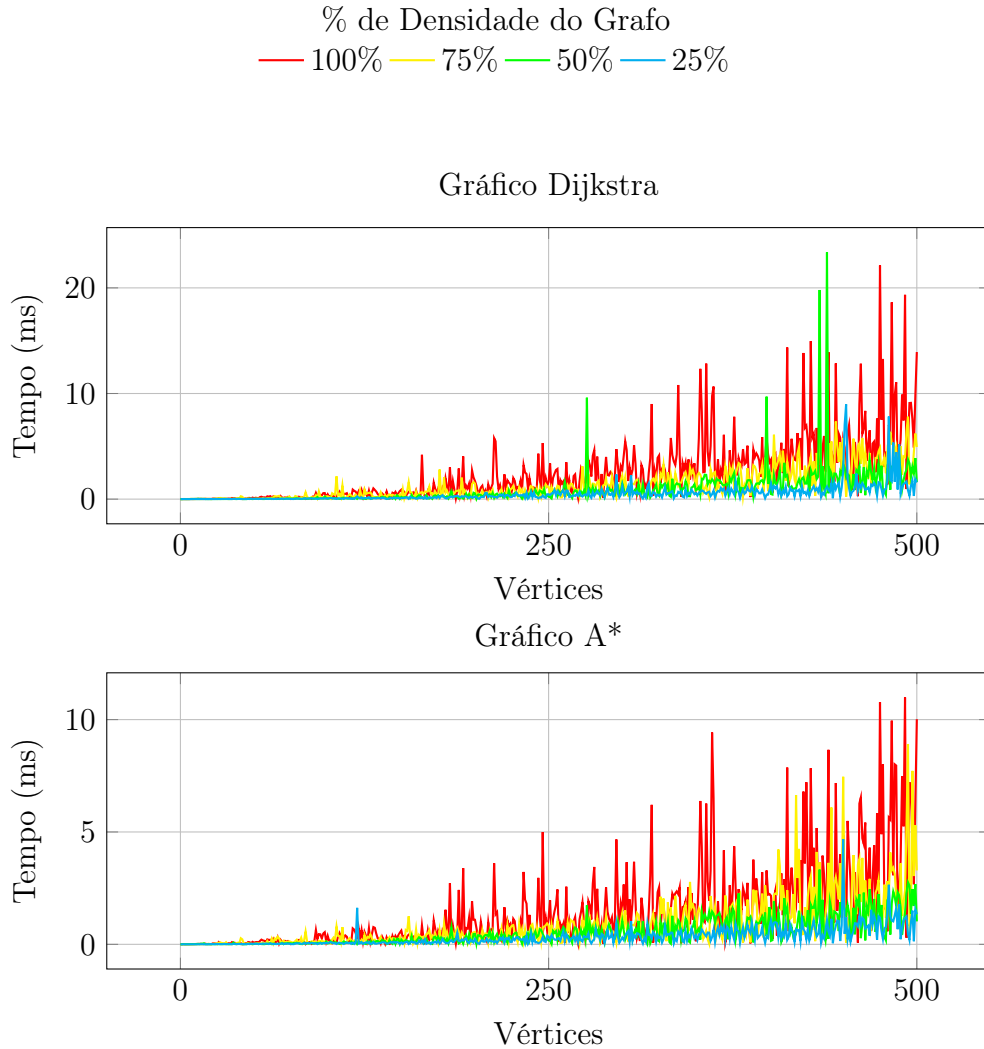 % de Densidade do Grafo
100% 75% 50% 25%
Gráfico Dijkstra
Tempo (ms)
20
10
0
0 250 500
Vértices
Gráfico A*
Tempo (ms)
10
5
0
0 250 500
Vértices